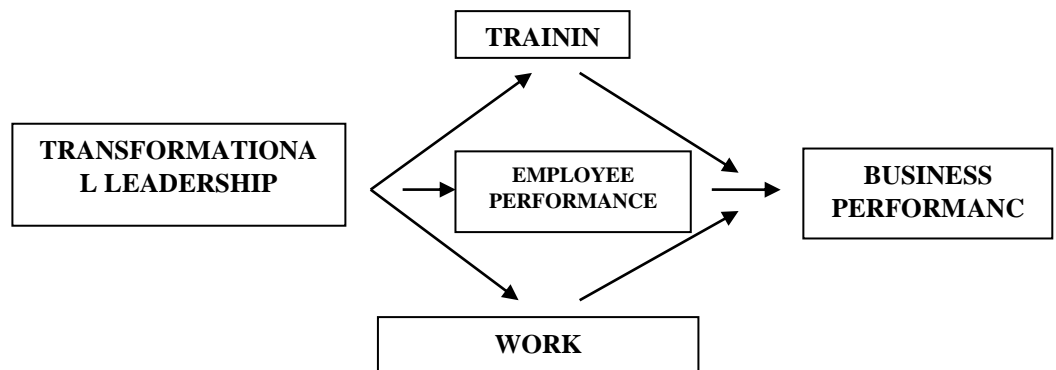 TRAININ
TRANSFORMATIONA
L LEADERSHIP
EMPLOYEE
PERFORMANCE
BUSINESS
PERFORMANC
WORK